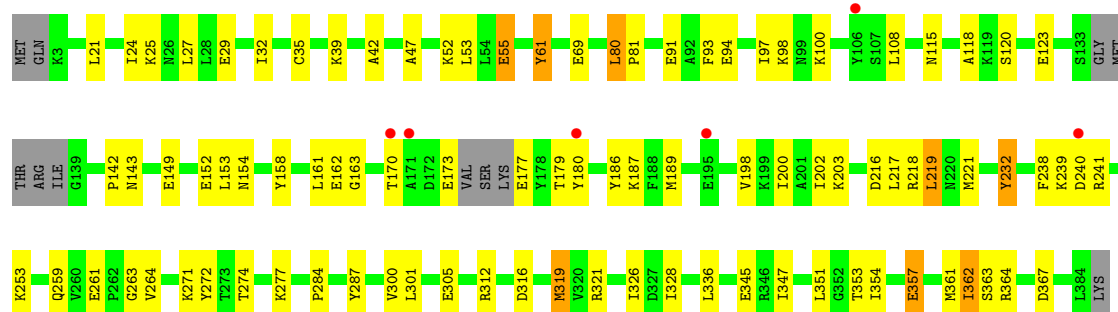 MET GLN K3 L21 I24 K25 N26 L27 L28 E29 I32 C35 K39 A42 A47 K52 L53 L54 E55 Y61 E69 L80 P81 E91 A92 F93 E94 I97 K98 N99 K100 Y106 S107 L108 N115 A118 K119 S120 E123 S133 GLY MET
THR ARG ILE G139 P142 N143 E149 E152 L153 N154 Y158 L161 E162 G163 T170 A171 D172 E173 VAL SER LYS E177 Y178 T179 Y180 Y186 K187 F188 M189 E195 V198 K199 I200 A201 I202 K203 D216 L217 R218 L219 N220 M221 Y232 F238 K239 D240 R241
K253 Q259 V260 E261 P262 G263 V264 K271 Y272 T273 T274 K277 P284 Y287 V300 L301 E305 R312 D316 M319 V320 R321 I326 D327 I328 L336 E345 R346 I347 L351 G352 T353 I354 E357 M361 I362 S363 R364 D367 L384 LYS